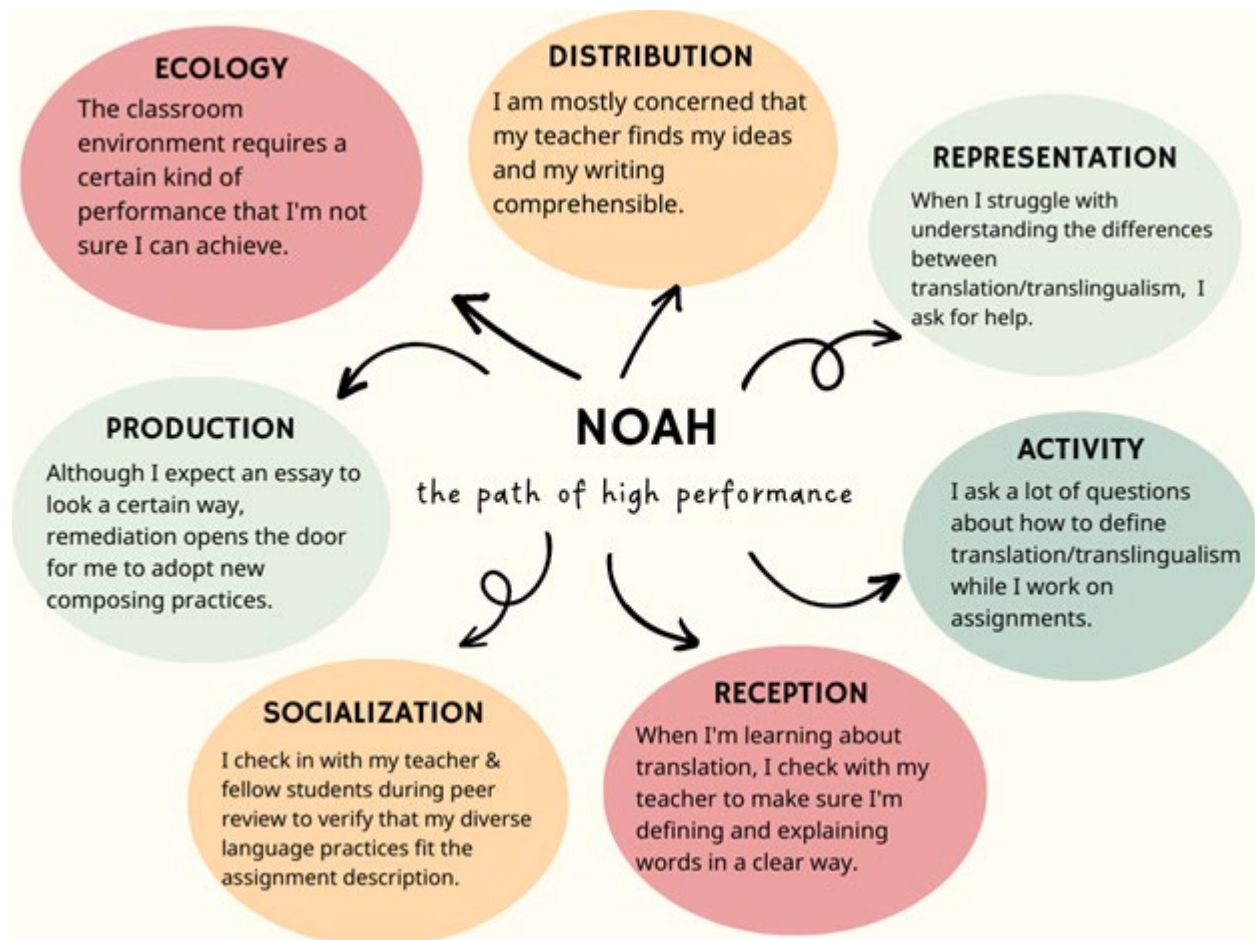 ECOLOGY
The classroom
environment requires a
certain kind of
performance that I'm not
sure I can achieve.
DISTRIBUTION
I am mostly concerned that
my teacher finds my ideas
and my writing
comprehensible.
REPRESENTATION
When I struggle with
understanding the differences
between
translation/translingualism, I
ask for help.
PRODUCTION
Although I expect an essay to
look a certain way,
remediation opens the door
for me to adopt new
composing practices.
NOAH
the path of high performance
ACTIVITY
I ask a lot of questions
about how to define
translation/translingualism
while I work on
assignments.
SOCIALIZATION
I check in with my teacher &
fellow students during peer
review to verify that my diverse
language practices fit the
assignment description.
RECEPTION
When I'm learning about
translation, I check with my
teacher to make sure I'm
defining and explaining
words in a clear way.